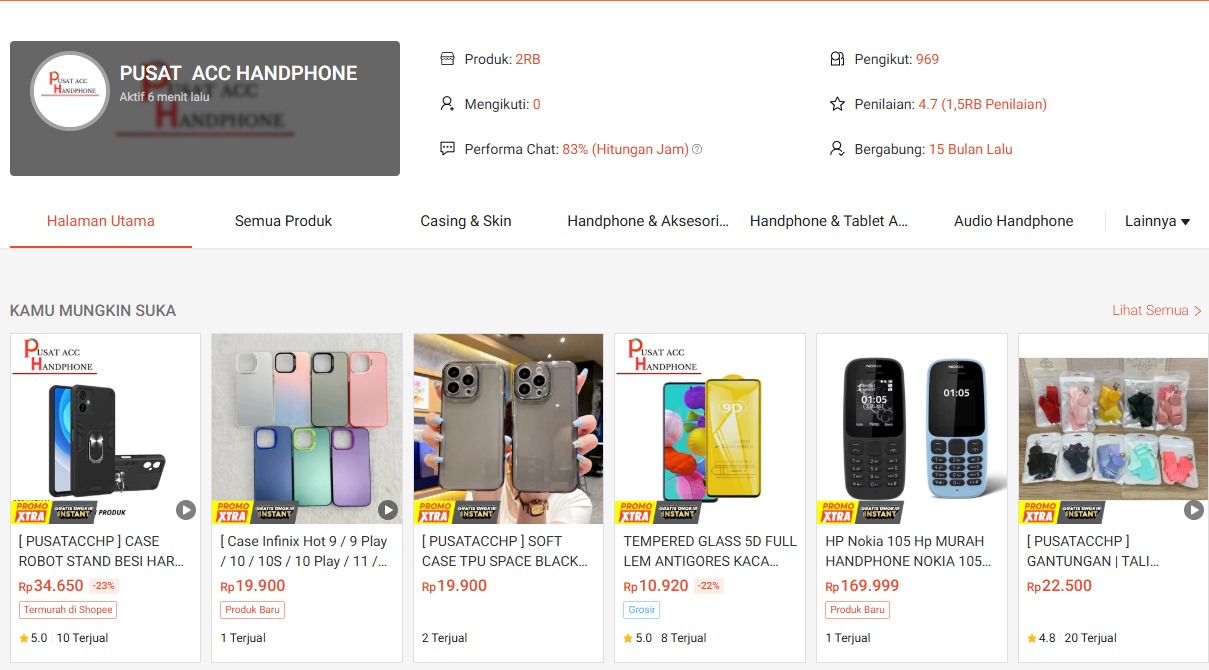 PUSAT ACC
HANDPHONE
PUSAT ACC HANDPHONE
Aktif 6 menit lalu
Produk: 2RB
Pengikut: 969
Mengikuti: 0
Penilaian: 4.7 (1,5RB Penilaian)
Performa Chat: 83% (Hitungan Jam)
Bergabung: 15 Bulan Lalu
Halaman Utama
Semua Produk
Casing & Skin
Handphone & Aksesori...
Handphone & Tablet A...
Audio Handphone
Lainnya
KAMU MUNGKIN SUKA
Lihat Semua
PUSAT ACC
HANDPHONE
PROMO XTRA
GRATIS ONGKIR INSTANT
PRODUK
[ PUSATACCHP ] CASE
ROBOT STAND BESI HAR...
Rp34.650 -23%
Termurah di Shopee
5.0 10 Terjual
PROMO XTRA
GRATIS ONGKIR INSTANT
[ Case Infinix Hot 9 / 9 Play
/ 10 / 10S / 10 Play / 11 /...
Rp19.900
Produk Baru
1 Terjual
PROMO XTRA
GRATIS ONGKIR INSTANT
[ PUSATACCHP ] SOFT
CASE TPU SPACE BLACK...
Rp19.900
2 Terjual
PUSAT ACC
HANDPHONE
9D
PROMO XTRA
GRATIS ONGKIR INSTANT
TEMPERED GLASS 5D FULL
LEM ANTIGORES KACA...
Rp10.920 -22%
Grosir
5.0 8 Terjual
NOKIA
01:05
NOKIA
01:05
PROMO XTRA
GRATIS ONGKIR INSTANT
HP Nokia 105 Hp MURAH
HANDPHONE NOKIA 105...
Rp169.999
Produk Baru
1 Terjual
PROMO XTRA
GRATIS ONGKIR INSTANT
[ PUSATACCHP ]
GANTUNGAN | TALI...
Rp22.500
4.8 20 Terjual